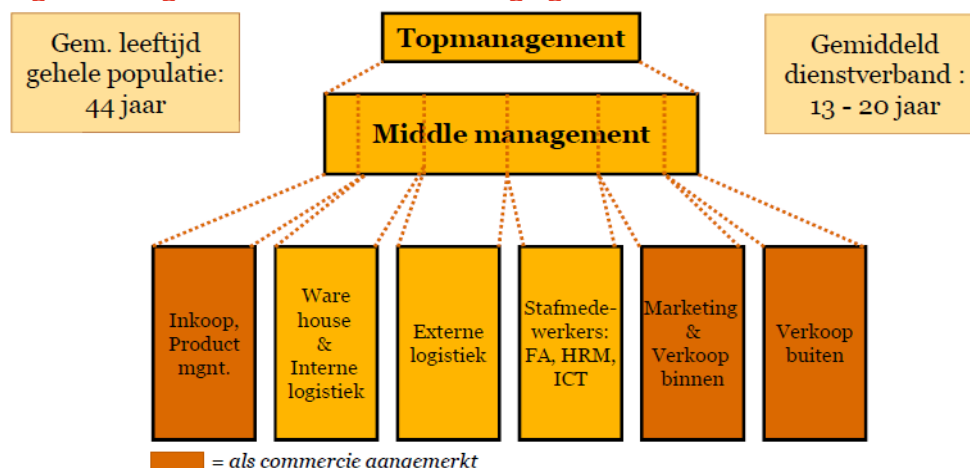 Gem. leeftijd
gehele populatie:
44 jaar
Topmanagement
Gemiddeld
dienstverband :
13 - 20 jaar
Middle management
Inkoop,
Product
mgnt.
Ware
house
&
Interne
logistiek
Externe
logistiek
Stafmede-
werkers:
FA, HRM,
ICT
Marketing
&
Verkoop
binnen
Verkoop
buiten
= als commercie aangemerkt